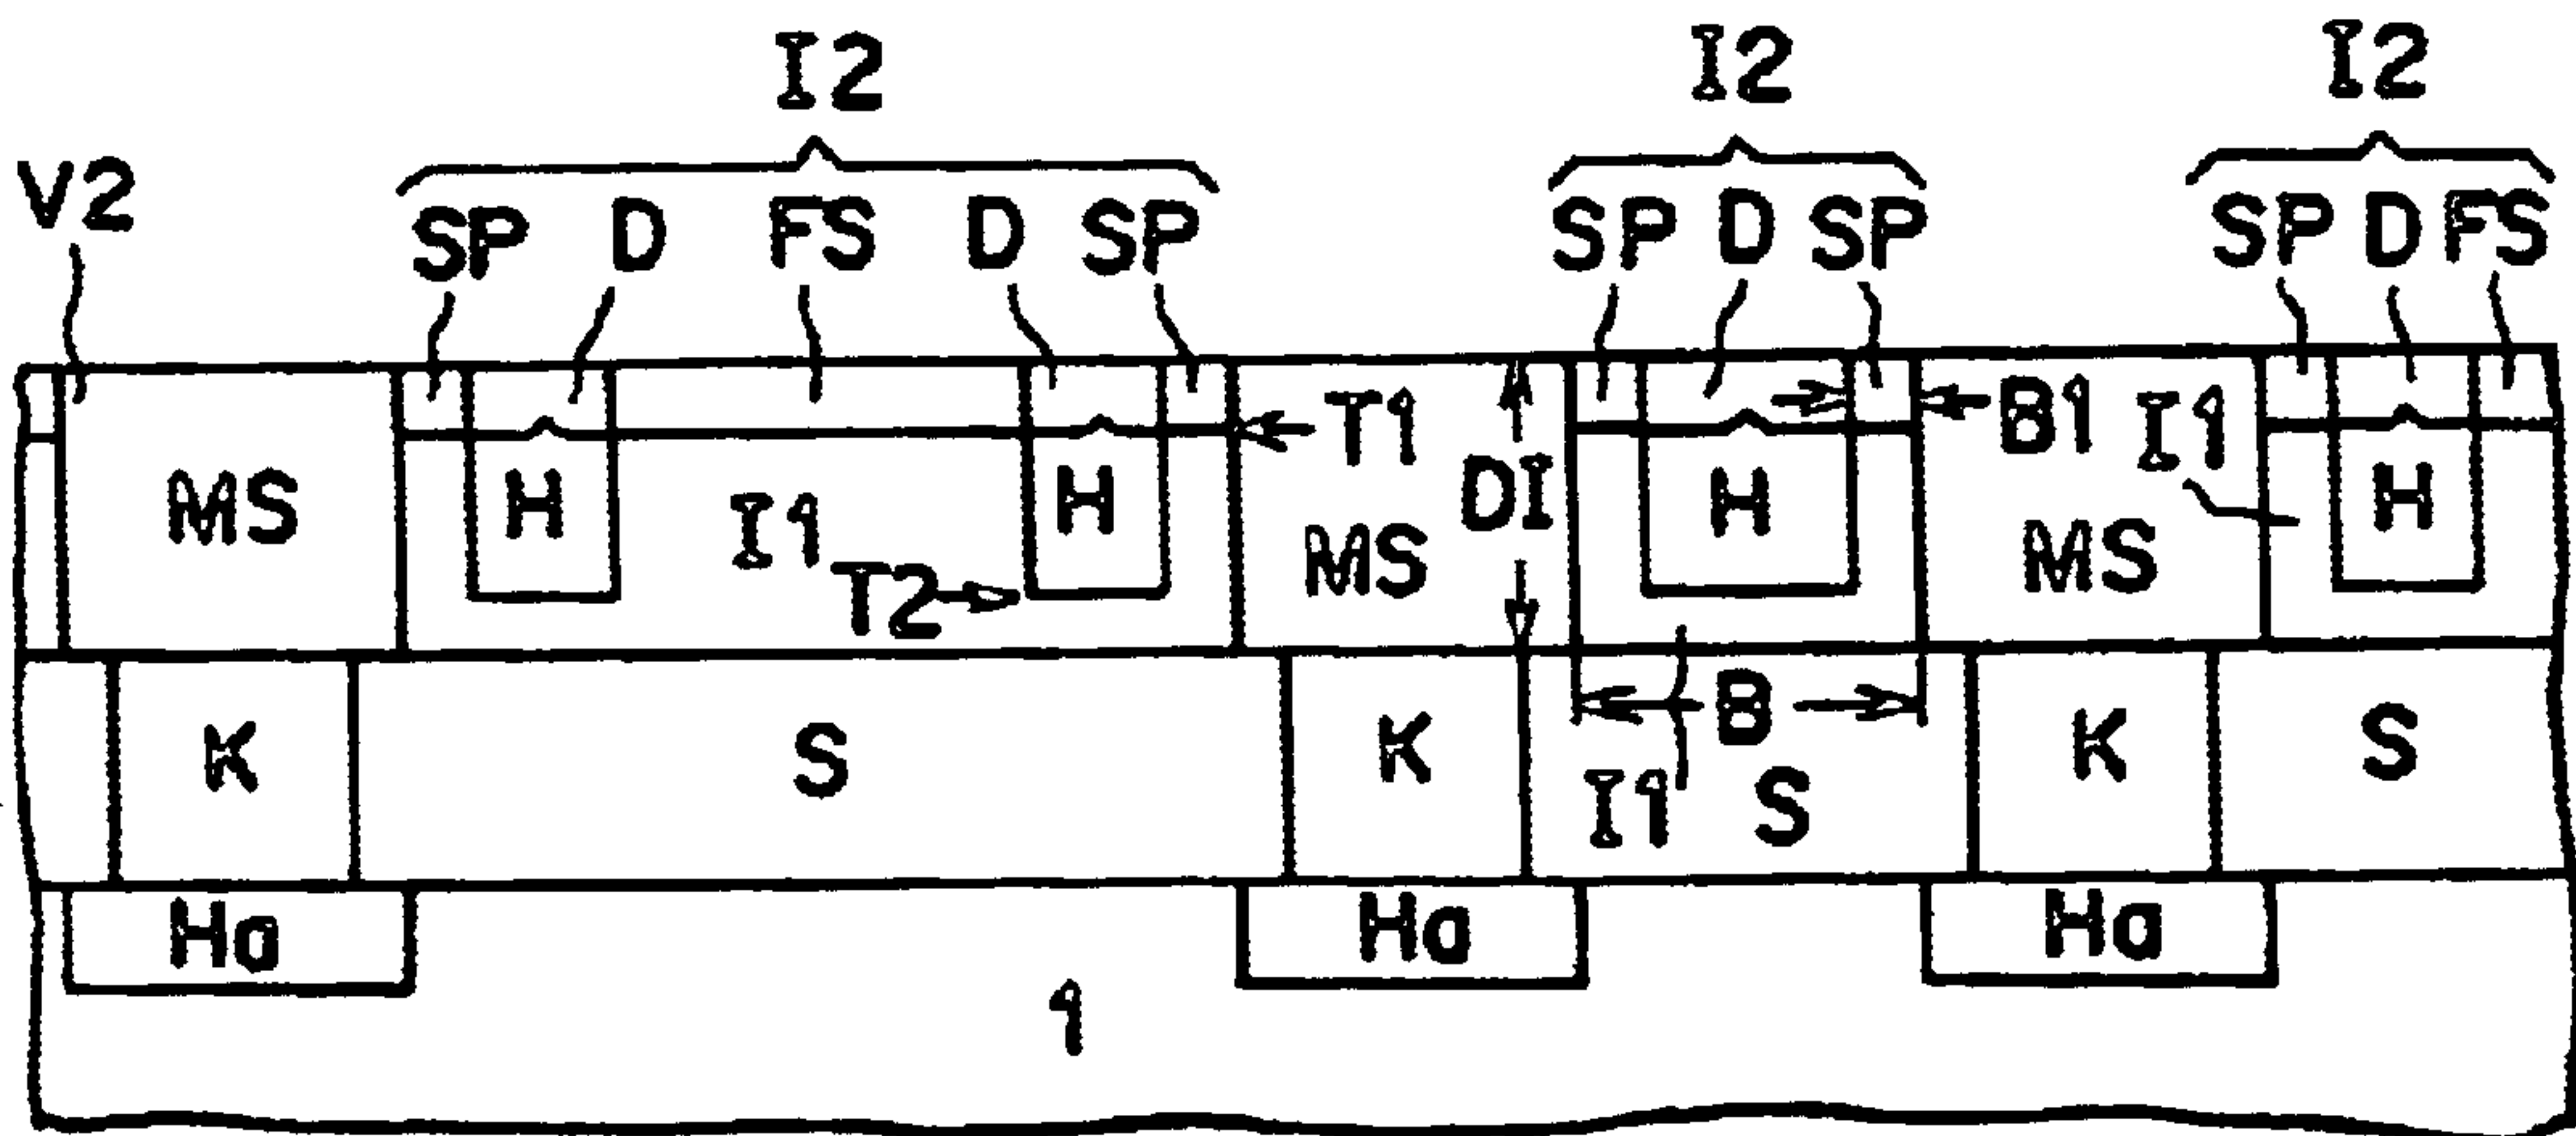 I2 I2 I2
V2 SP D FS D SP SP D SP SP D FS
T1 B1 I1
MS H I1 H DI H H
T2 MS MS
K S K B K S
I1 S
Ha Ha Ha
1